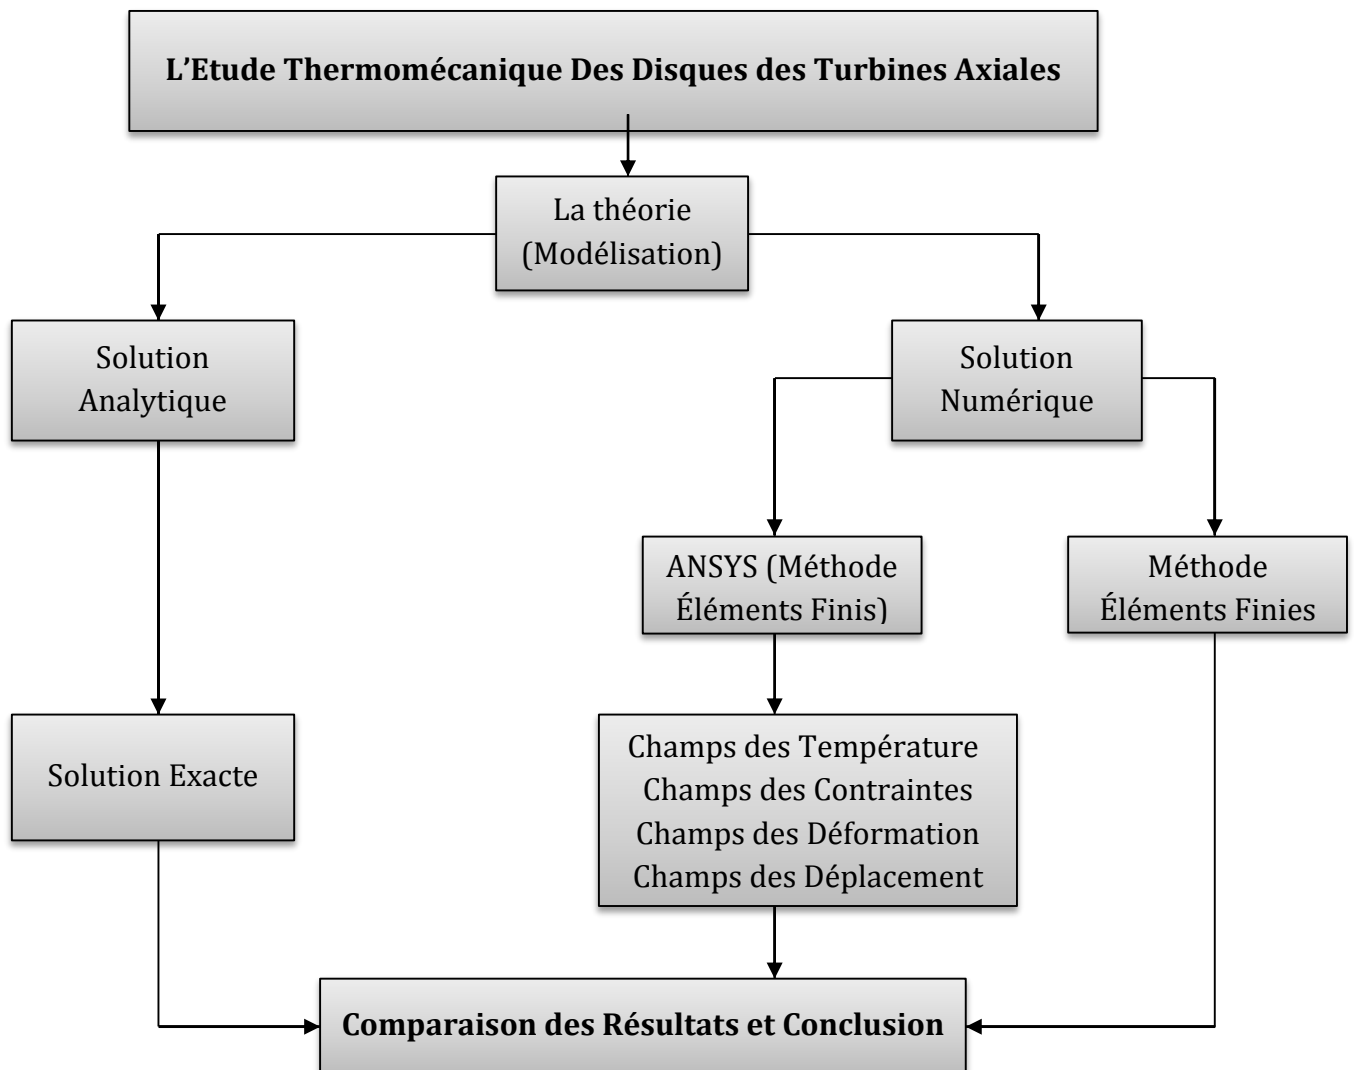 L’Etude Thermomécanique Des Disques des Turbines Axiales
La théorie
(Modélisation)
Solution
Analytique
Solution
Numérique
ANSYS (Méthode
Éléments Finis)
Méthode
Éléments Finies
Solution Exacte
Champs des Température
Champs des Contraintes
Champs des Déformation
Champs des Déplacement
Comparaison des Résultats et Conclusion